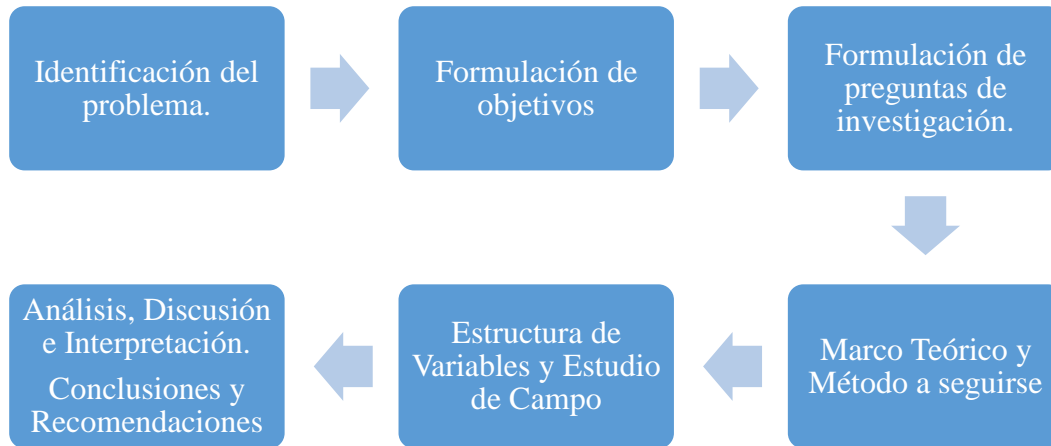 Identificación del
problema.
Formulación de
objetivos
Formulación de
preguntas de
investigación.
Marco Teórico y
Método a seguirse
Estructura de
Variables y Estudio
de Campo
Análisis, Discusión
e Interpretación.
Conclusiones y
Recomendaciones